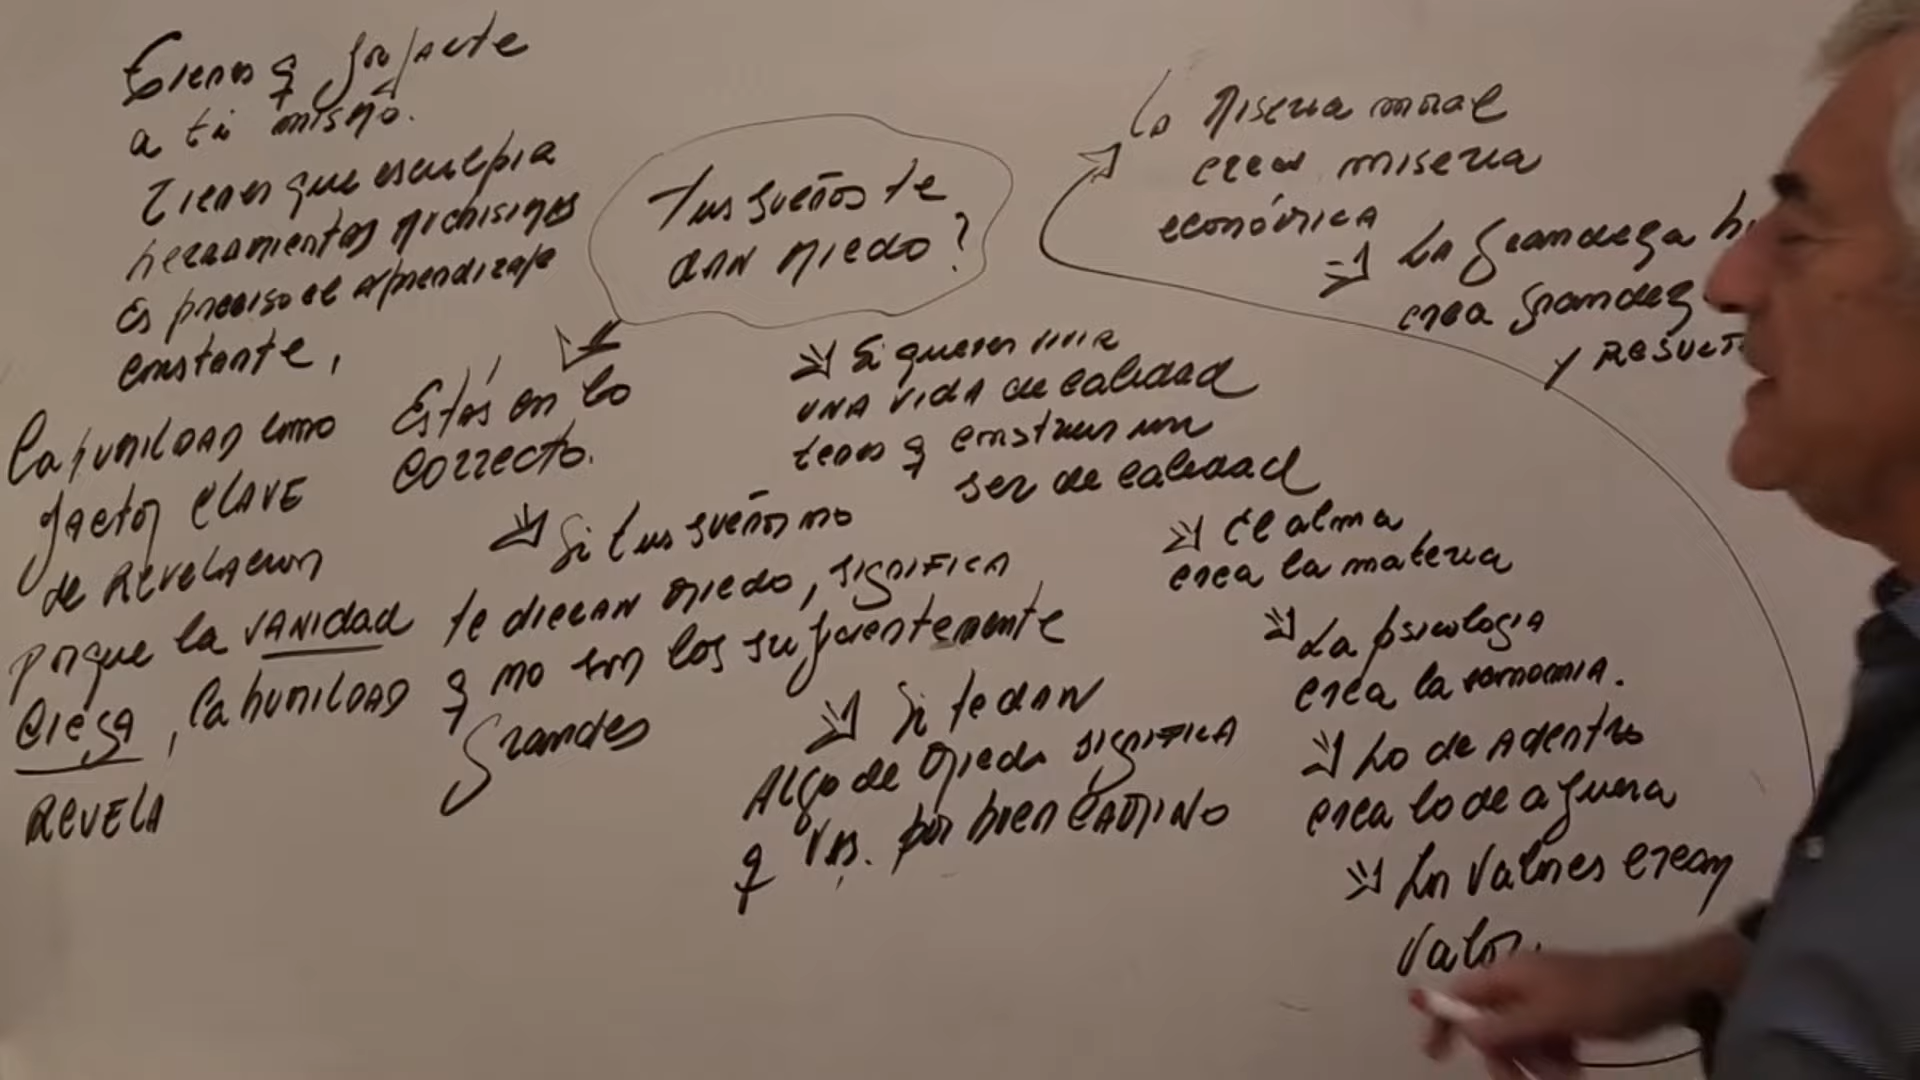 Tienes q forjarte
a ti mismo.
Tienes que esculpir
herramientas muchísimas
Es preciso el aprendizaje
constante,
La humildad como
factor clave
de Revelacion
porque la vanidad
ciega, la humildad
Revela
tus sueños te
dan miedo?
Estás en lo
correcto.
Si tus sueños no
te dieran miedo, significa
q no son los suficientemente
grandes
Si quieres vivir
una vida de calidad
tienes q construir un
ser de calidad
Si te dan
Algo de miedo significa
q vas. por buen camino
la miseria moral
crea miseria
económica
La grandeza h
crea grandez
y Result
El alma
crea la materia
La psicologia
crea la economia.
Lo de adentro
crea lo de afuera
Los valores crean
valor.